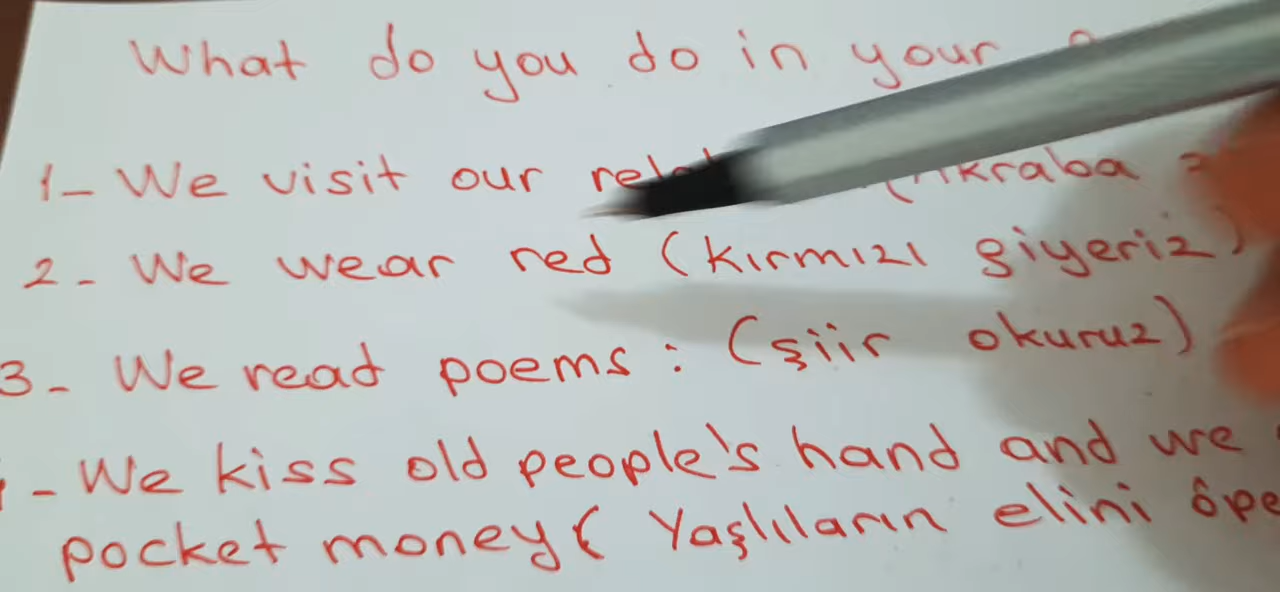 What do you do in your
1- We visit our (Akraba
2- We wear red (kırmızı giyeriz)
3- We read poems : (şiir okuruz)
- We kiss old people's hand and we
pocket money ( Yaşlıların elini